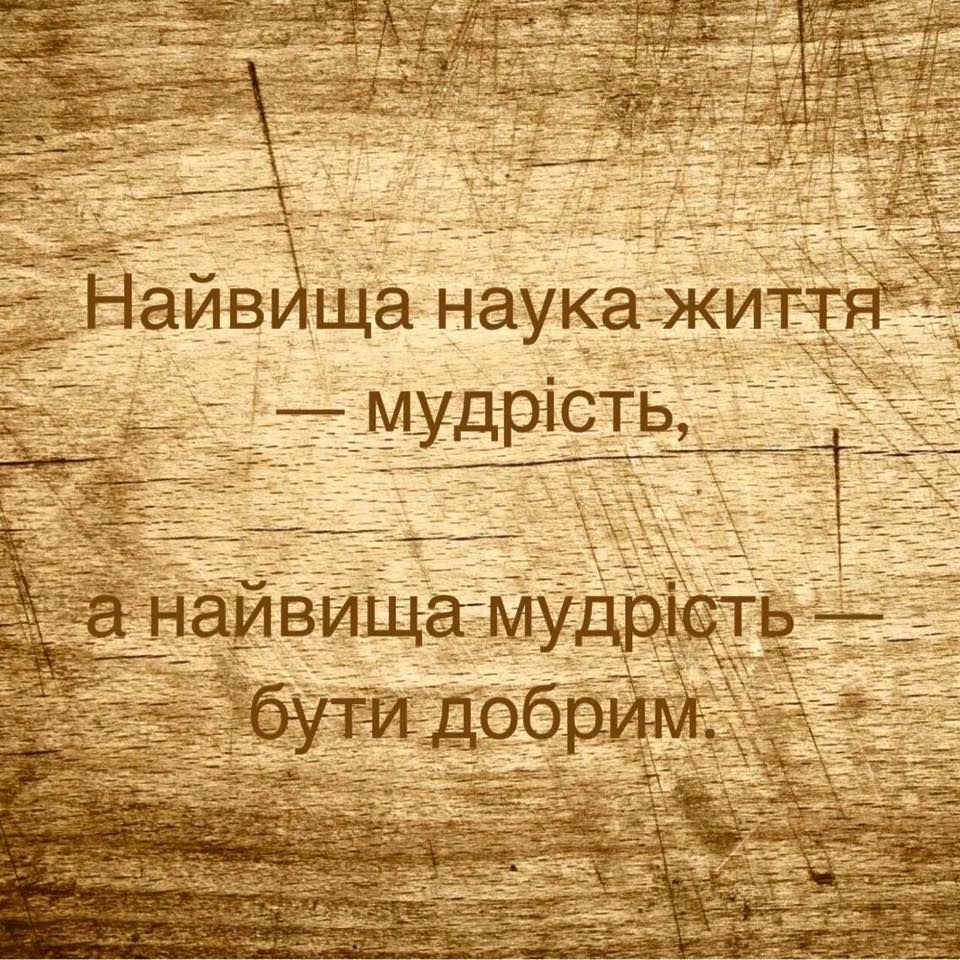 Найвища наука життя
— мудрість,
а найвища мудрість —
бути добрим.